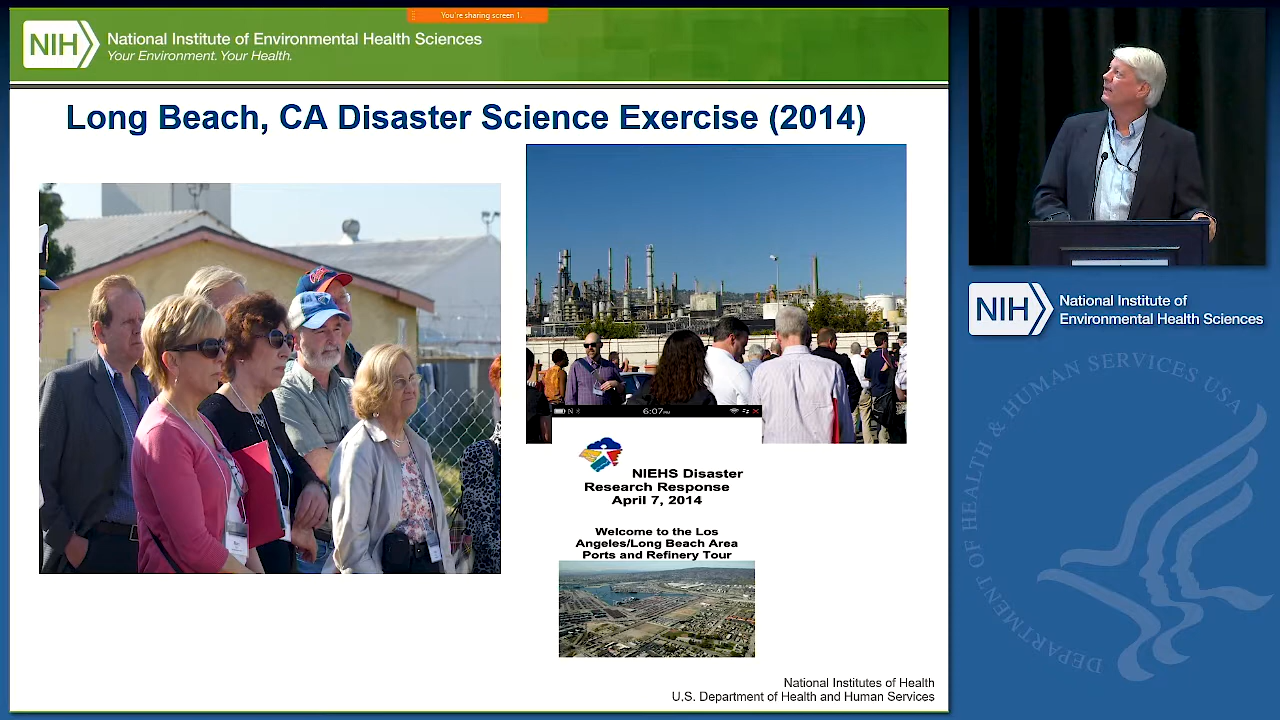 You're sharing screen 1.
NIH
National Institute of Environmental Health Sciences
Your Environment. Your Health.
Long Beach, CA Disaster Science Exercise (2014)
6:07PM
NIEHS Disaster
Research Response
April 7, 2014
Welcome to the Los
Angeles/Long Beach Area
Ports and Refinery Tour
National Institutes of Health
U.S. Department of Health and Human Services
NIH
National Institute of
Environmental Health Sciences
DEPARTMENT OF HEALTH & HUMAN SERVICES USA